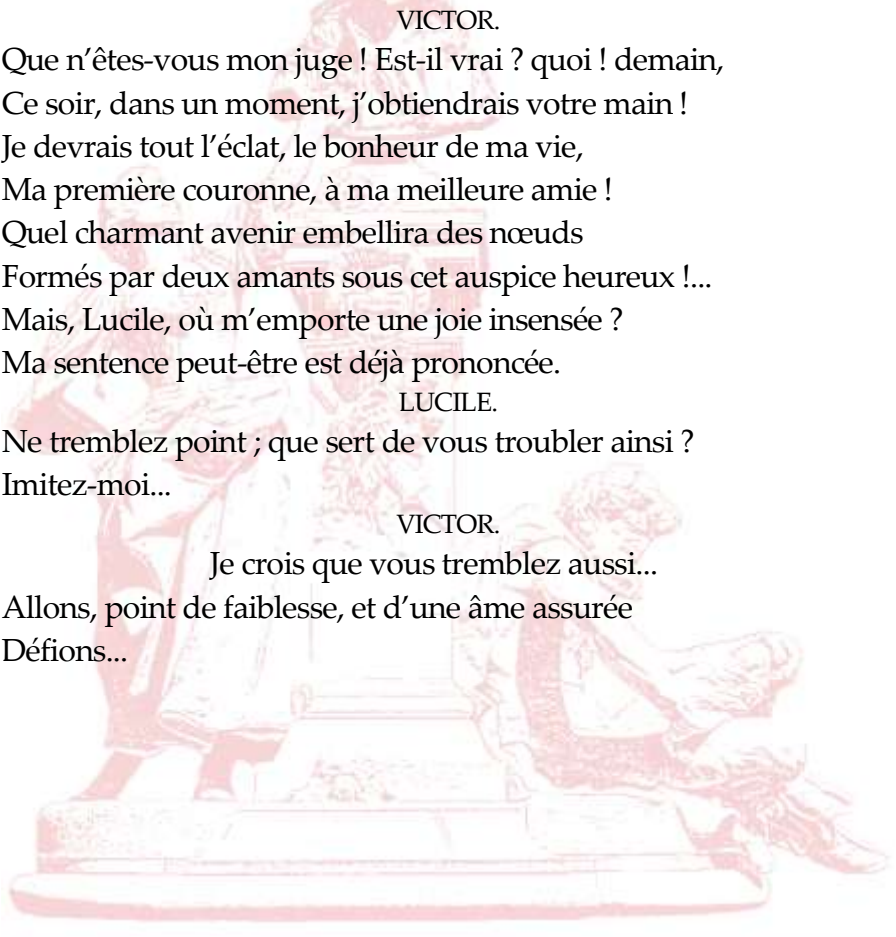 VICTOR.
Que n’êtes-vous mon juge ! Est-il vrai ? quoi ! demain,
Ce soir, dans un moment, j’obtiendrais votre main !
Je devrais tout l’éclat, le bonheur de ma vie,
Ma première couronne, à ma meilleure amie !
Quel charmant avenir embellira des nœuds
Formés par deux amants sous cet auspice heureux !...
Mais, Lucile, où m’emporte une joie insensée ?
Ma sentence peut-être est déjà prononcée.
LUCILE.
Ne tremblez point ; que sert de vous troubler ainsi ?
Imitez-moi...
VICTOR.
Je crois que vous tremblez aussi...
Allons, point de faiblesse, et d’une âme assurée
Défions...